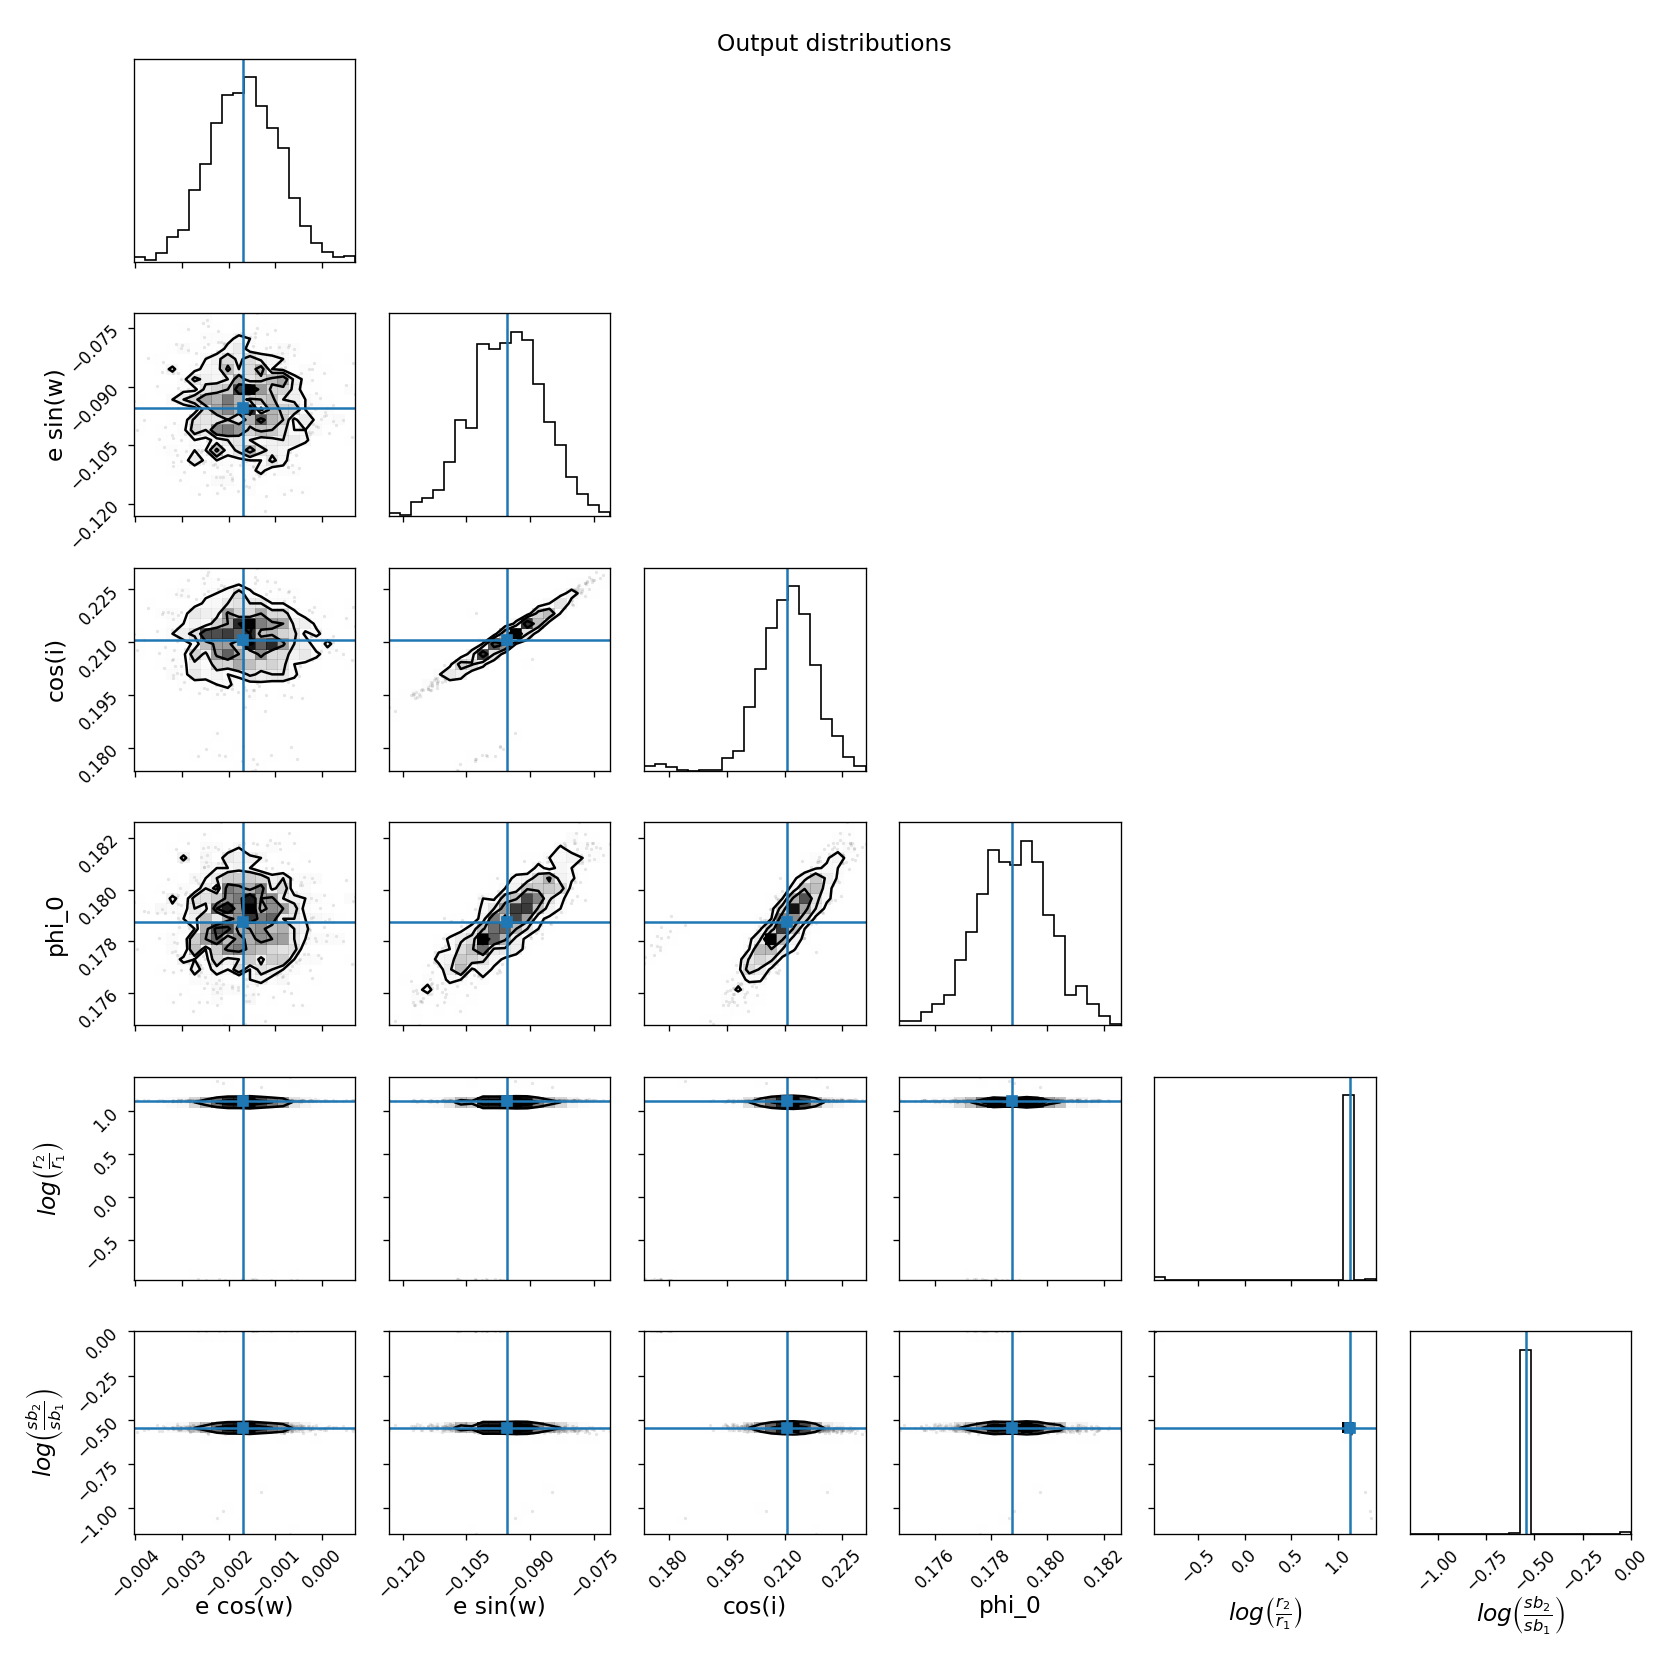 Output distributions
e sin(w)
−0.075
−0.090
−0.105
−0.120
cos(i)
0.225
0.210
0.195
0.180
phi_0
0.182
0.180
0.178
0.176
log(r2/r1)
1.0
0.5
0.0
−0.5
log(sb2/sb1)
0.00
−0.25
−0.50
−0.75
−1.00
−0.004 −0.003 −0.002 −0.001 0.000
−0.120 −0.105 −0.090 −0.075
0.180 0.195 0.210 0.225
0.176 0.178 0.180 0.182
−0.5 0.0 0.5 1.0
−1.00 −0.75 −0.50 −0.25 0.00
e cos(w) e sin(w) cos(i) phi_0 log(r2/r1) log(sb2/sb1)